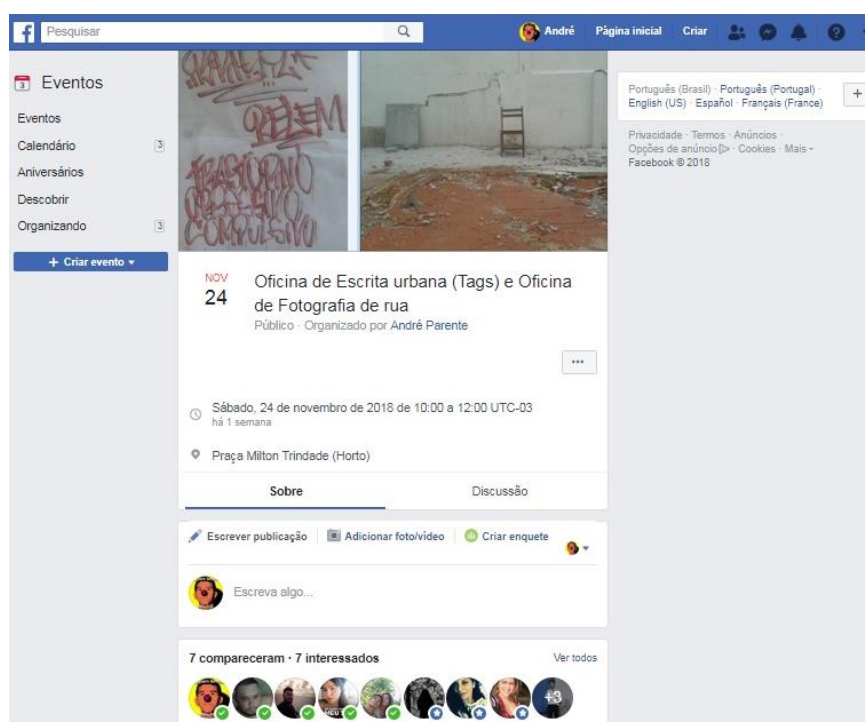 f Pesquisar André Página inicial Criar
Eventos
Eventos
Calendário 3
Aniversários
Descobrir
Organizando 3
+ Criar evento
BELÉM
TRASTORNO
OBSESSIVO
COMPULSIVO
NOV
24
Oficina de Escrita urbana (Tags) e Oficina
de Fotografia de rua
Público · Organizado por André Parente
...
Sábado, 24 de novembro de 2018 de 10:00 a 12:00 UTC-03
há 1 semana
Praça Milton Trindade (Horto)
Sobre Discussão
Escrever publicação Adicionar foto/vídeo Criar enquete
Escreva algo...
7 compareceram · 7 interessados Ver todos
+3
Português (Brasil) · Português (Portugal) ·
English (US) · Español · Français (France)
+
Privacidade · Termos · Anúncios ·
Opções de anúncio · Cookies · Mais
Facebook © 2018